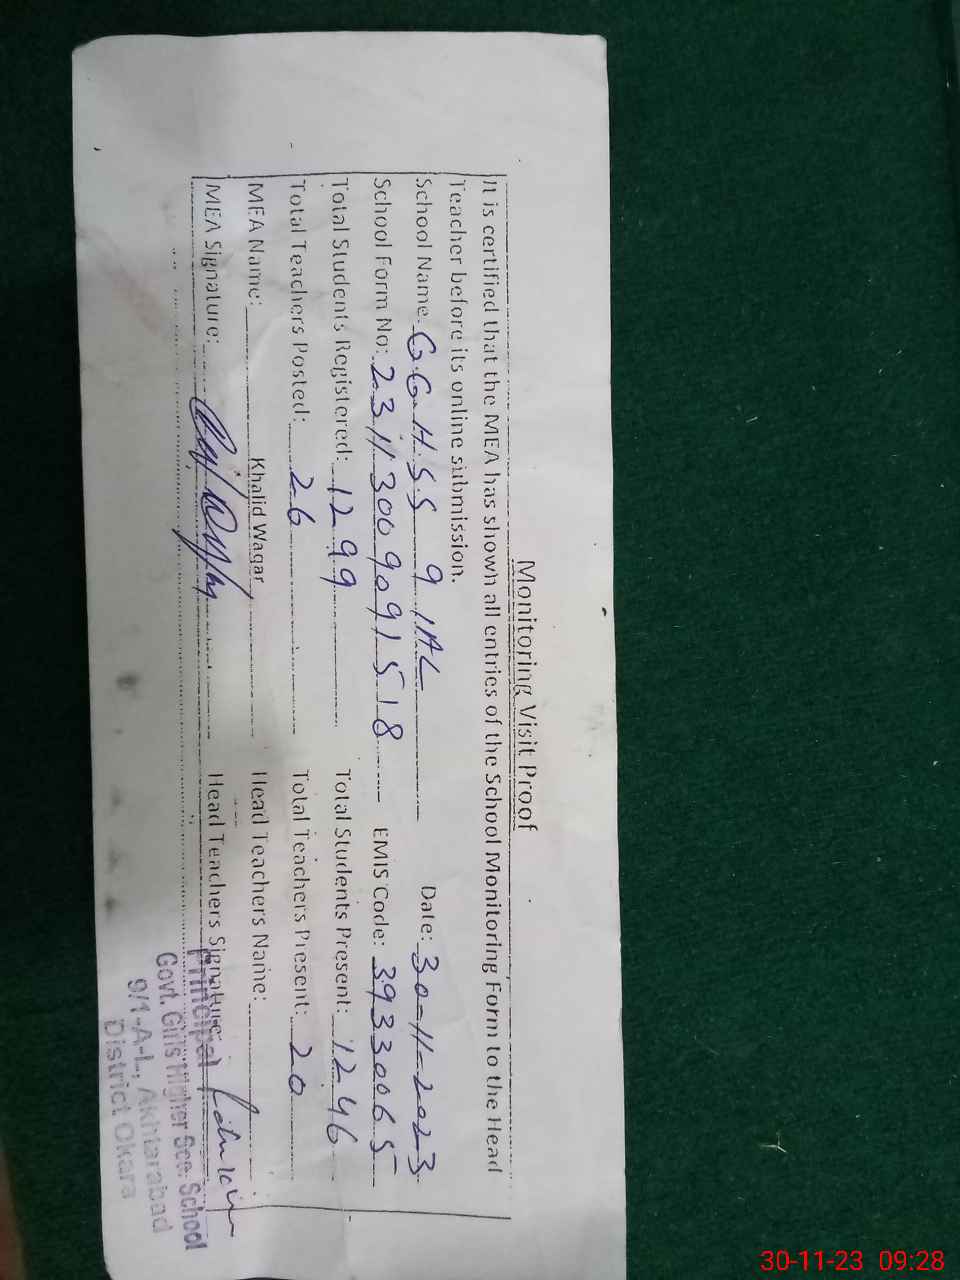 Monitoring Visit Proof
It is certified that the MEA has shown all entries of the School Monitoring Form to the Head
Teacher before its online submission.
School Name: G.G.H.S.S 9/1AL Date: 30-11-2023
School Form No: 23113009091518 EMIS Code: 39330065
Total Students Registered: 1299 Total Students Present: 1246
Total Teachers Posted: 26 Total Teachers Present: 20
MEA Name: Khalid Waqar Head Teachers Name:
MEA Signature: Head Teachers Signature:
Principal
Govt. Girls Higher Sec. School
9/1-A-L, Akhtarabad
District Okara
30-11-23 09:28